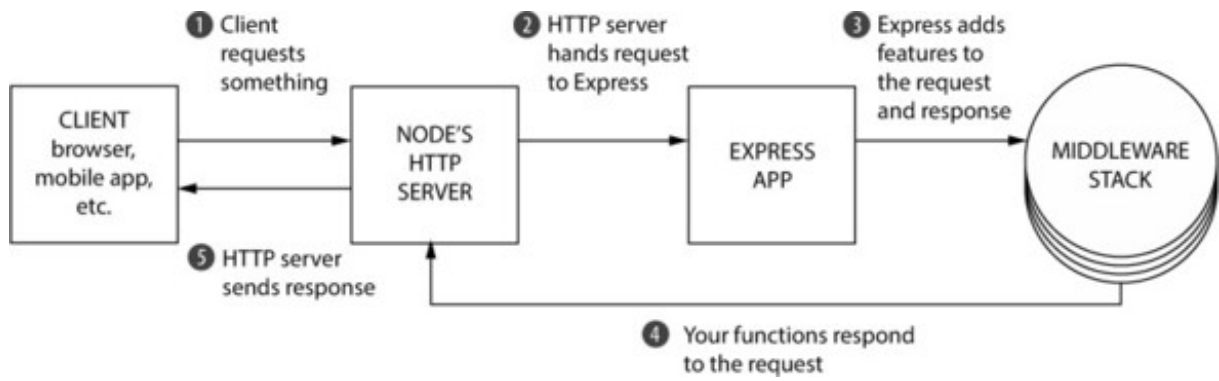 1 Client
requests
something
2 HTTP server
hands request
to Express
3 Express adds
features to
the request
and response
CLIENT
browser,
mobile app,
etc.
NODE'S
HTTP
SERVER
EXPRESS
APP
MIDDLEWARE
STACK
5 HTTP server
sends response
4 Your functions respond
to the request